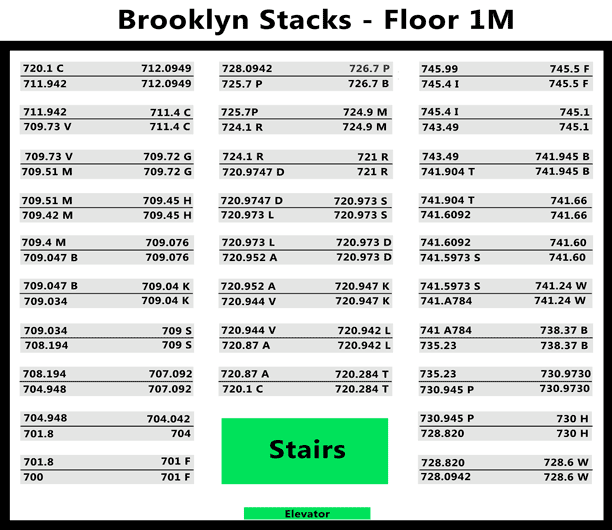 Brooklyn Stacks - Floor 1M
720.1 C 712.0949
711.942 712.0949
711.942 711.4 C
709.73 V 711.4 C
709.73 V 709.72 G
709.51 M 709.72 G
709.51 M 709.45 H
709.42 M 709.45 H
709.4 M 709.076
709.047 B 709.076
709.047 B 709.04 K
709.034 709.04 K
709.034 709 S
708.194 709 S
708.194 707.092
704.948 707.092
704.948 704.042
701.8 704
701.8 701 F
700 701 F
728.0942 726.7 P
725.7 P 726.7 B
725.7P 724.9 M
724.1 R 724.9 M
724.1 R 721 R
720.9747 D 721 R
720.9747 D 720.973 S
720.973 L 720.973 S
720.973 L 720.973 D
720.952 A 720.973 D
720.952 A 720.947 K
720.944 V 720.947 K
720.944 V 720.942 L
720.87 A 720.942 L
720.87 A 720.284 T
720.1 C 720.284 T
Stairs
Elevator
745.99 745.5 F
745.4 I 745.5 F
745.4 I 745.1
743.49 745.1
743.49 741.945 B
741.904 T 741.945 B
741.904 T 741.66
741.6092 741.66
741.6092 741.60
741.5973 S 741.60
741.5973 S 741.24 W
741.A784 741.24 W
741 A784 738.37 B
735.23 738.37 B
735.23 730.9730
730.945 P 730.9730
730.945 P 730 H
728.820 730 H
728.820 728.6 W
728.0942 728.6 W